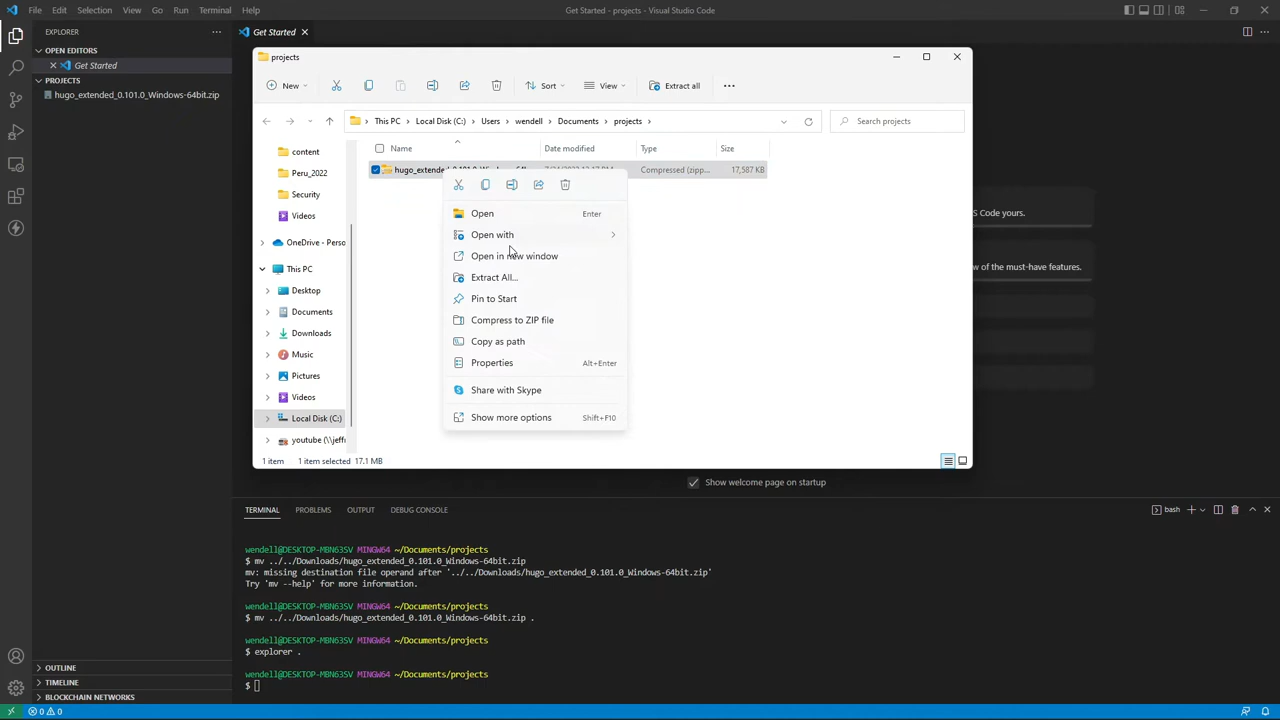 File Edit Selection View Go Run Terminal Help
Get Started - projects - Visual Studio Code
EXPLORER
Get Started
OPEN EDITORS
Get Started
PROJECTS
hugo_extended_0.101.0_Windows-64bit.zip
projects
New
Sort
View
Extract all
This PC > Local Disk (C:) > Users > wendell > Documents > projects >
Search projects
Name
Date modified
Type
Size
Compressed (zipp...
17,587 KB
content
Peru_2022
Security
Videos
OneDrive - Perso
This PC
Desktop
Documents
Downloads
Music
Pictures
Videos
Local Disk (C:)
youtube (\\jeffr
Open Enter
Open with
Open in new window
Extract All...
Pin to Start
Compress to ZIP file
Copy as path
Properties Alt+Enter
Share with Skype
Show more options Shift+F10
1 item
1 item selected 17.1 MB
S Code yours.
w of the must-have features.
Show welcome page on startup
TERMINAL PROBLEMS OUTPUT DEBUG CONSOLE
bash
wendell@DESKTOP-MBN63SV MINGW64 ~/Documents/projects
$ mv ../../Downloads/hugo_extended_0.101.0_Windows-64bit.zip
mv: missing destination file operand after '../../Downloads/hugo_extended_0.101.0_Windows-64bit.zip'
Try 'mv --help' for more information.
wendell@DESKTOP-MBN63SV MINGW64 ~/Documents/projects
$ mv ../../Downloads/hugo_extended_0.101.0_Windows-64bit.zip .
wendell@DESKTOP-MBN63SV MINGW64 ~/Documents/projects
$ explorer .
wendell@DESKTOP-MBN63SV MINGW64 ~/Documents/projects
$
OUTLINE
TIMELINE
BLOCKCHAIN NETWORKS
0 0